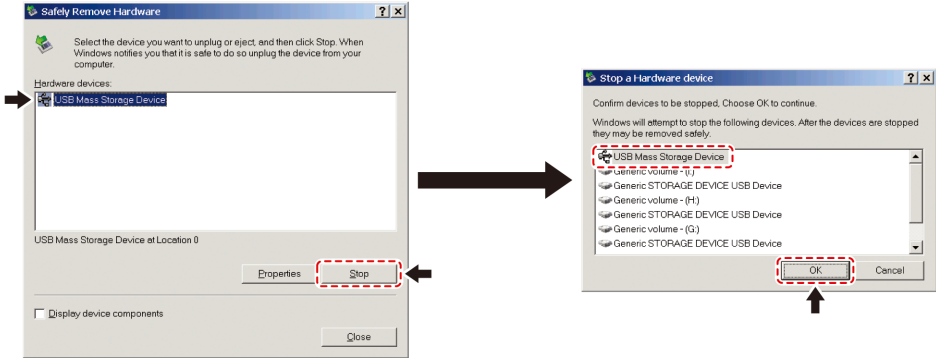 Safely Remove Hardware
Select the device you want to unplug or eject, and then click Stop. When
Windows notifies you that it is safe to do so unplug the device from your
computer.
Hardware devices:
USB Mass Storage Device
USB Mass Storage Device at Location 0
Properties
Stop
Display device components
Close
Stop a Hardware device
Confirm devices to be stopped, Choose OK to continue.
Windows will attempt to stop the following devices. After the devices are stopped
they may be removed safely.
USB Mass Storage Device
Generic volume - (I:)
Generic STORAGE DEVICE USB Device
Generic volume - (H:)
Generic STORAGE DEVICE USB Device
Generic volume - (G:)
Generic STORAGE DEVICE USB Device
OK
Cancel